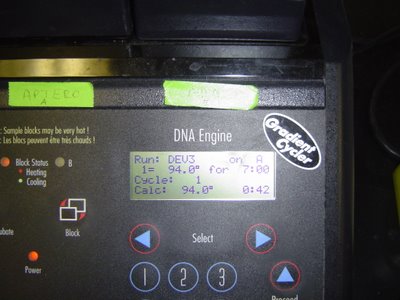 APTERO
A
: Sample blocks may be very hot !
: Les blocs peuvent être très chauds !
DNA Engine
Gradient
Cycler
Block Status
B
Heating
Cooling
Run: DEV3 on A
1= 94.0° for 7:00
Cycle: 1
Calc: 94.0° 0:42
ubate
Block
Select
Power
1 2 3
Proceed